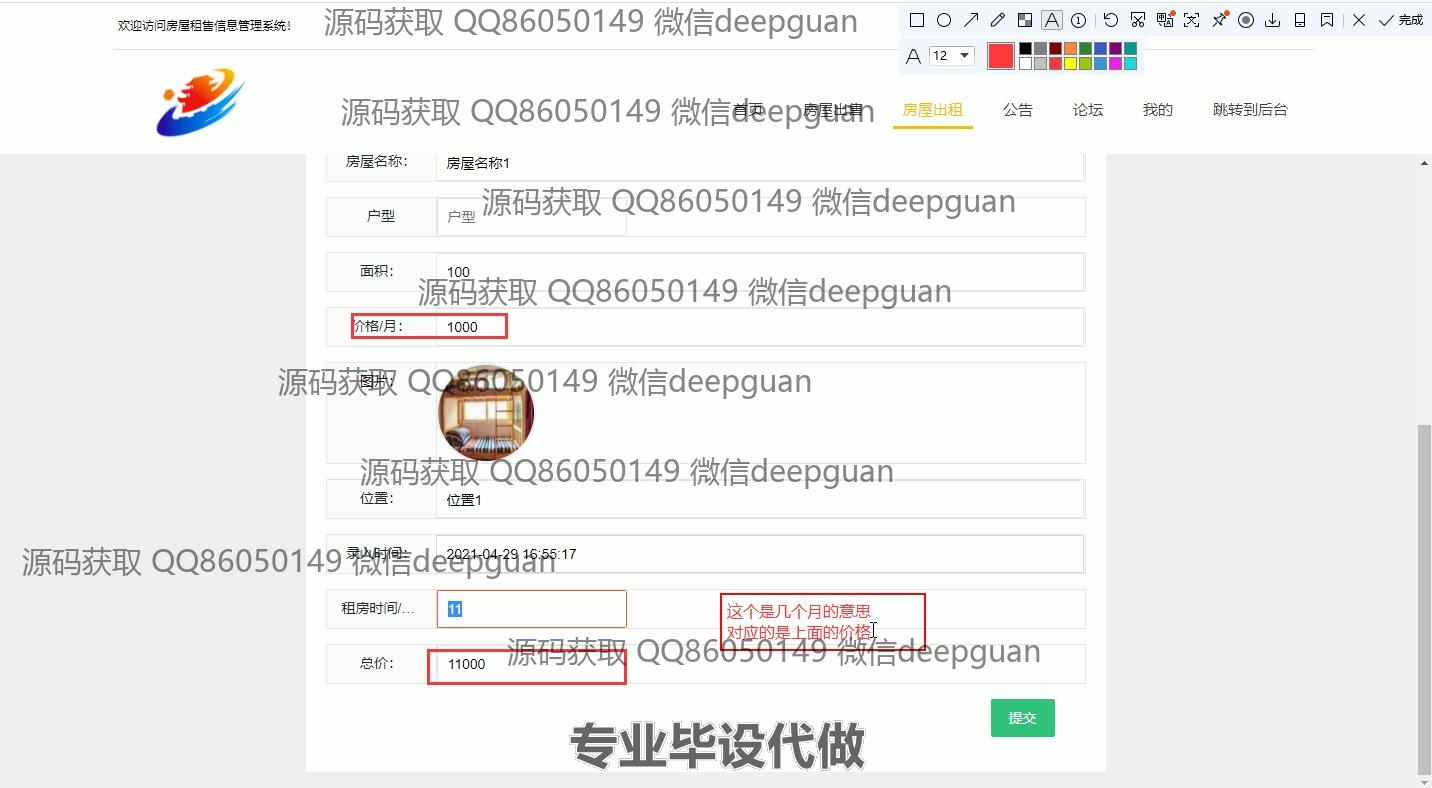 欢迎访问房屋租售信息管理系统！
源码获取 QQ86050149 微信deepguan
完成
A 12
源码获取 QQ86050149 微信deepguan
首页 房屋出售 房屋出租 公告 论坛 我的 跳转到后台
房屋名称： 房屋名称1
源码获取 QQ86050149 微信deepguan
户型 户型
面积： 100
源码获取 QQ86050149 微信deepguan
价格/月： 1000
图片：
源码获取 QQ86050149 微信deepguan
源码获取 QQ86050149 微信deepguan
位置： 位置1
录入时间： 2021-04-29 16:55:17
源码获取 QQ86050149 微信deepguan
租房时间/... 11
这个是几个月的意思
对应的是上面的价格
源码获取 QQ86050149 微信deepguan
总价： 11000
提交
专业毕设代做